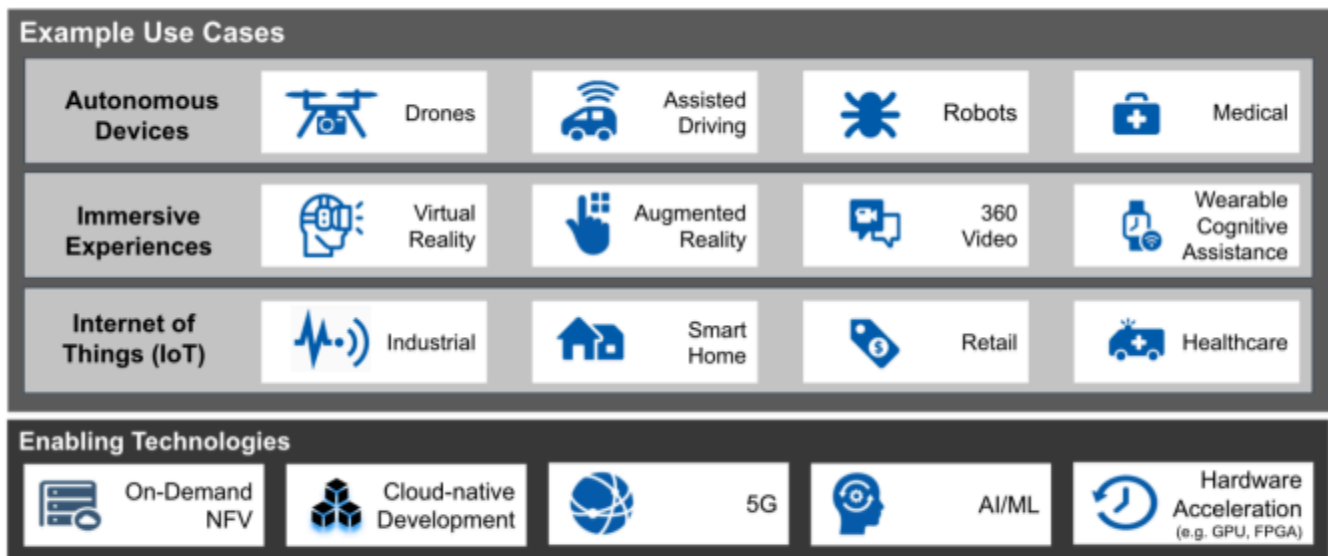 Example Use Cases
Autonomous
Devices
Drones
Assisted
Driving
Robots
Medical
Immersive
Experiences
Virtual
Reality
Augmented
Reality
360
Video
Wearable
Cognitive
Assistance
Internet of
Things (IoT)
Industrial
Smart
Home
Retail
$
Healthcare
Enabling Technologies
On-Demand
NFV
Cloud-native
Development
5G
AI/ML
Hardware
Acceleration
(e.g. GPU, FPGA)